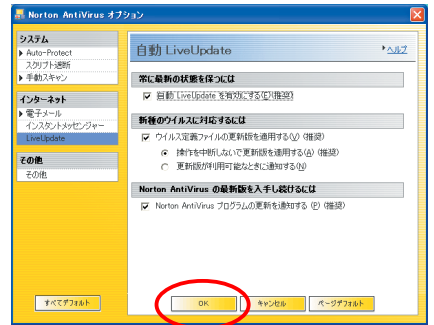 Norton AntiVirus オプション
システム
Auto-Protect
スクリプト遮断
手動スキャン
インターネット
電子メール
インスタントメッセンジャー
LiveUpdate
その他
その他
すべてデフォルト
自動 LiveUpdate
ヘルプ
常に最新の状態を保つには
自動 LiveUpdate を有効にする(E)(推奨)
新種のウイルスに対応するには
ウイルス定義ファイルの更新版を適用する(V) (推奨)
操作を中断しないで更新版を適用する(A) (推奨)
更新版が利用可能なときに通知する(N)
Norton AntiVirus の最新版を入手し続けるには
Norton AntiVirus プログラムの更新を通知する (P) (推奨)
OK
キャンセル
ページデフォルト